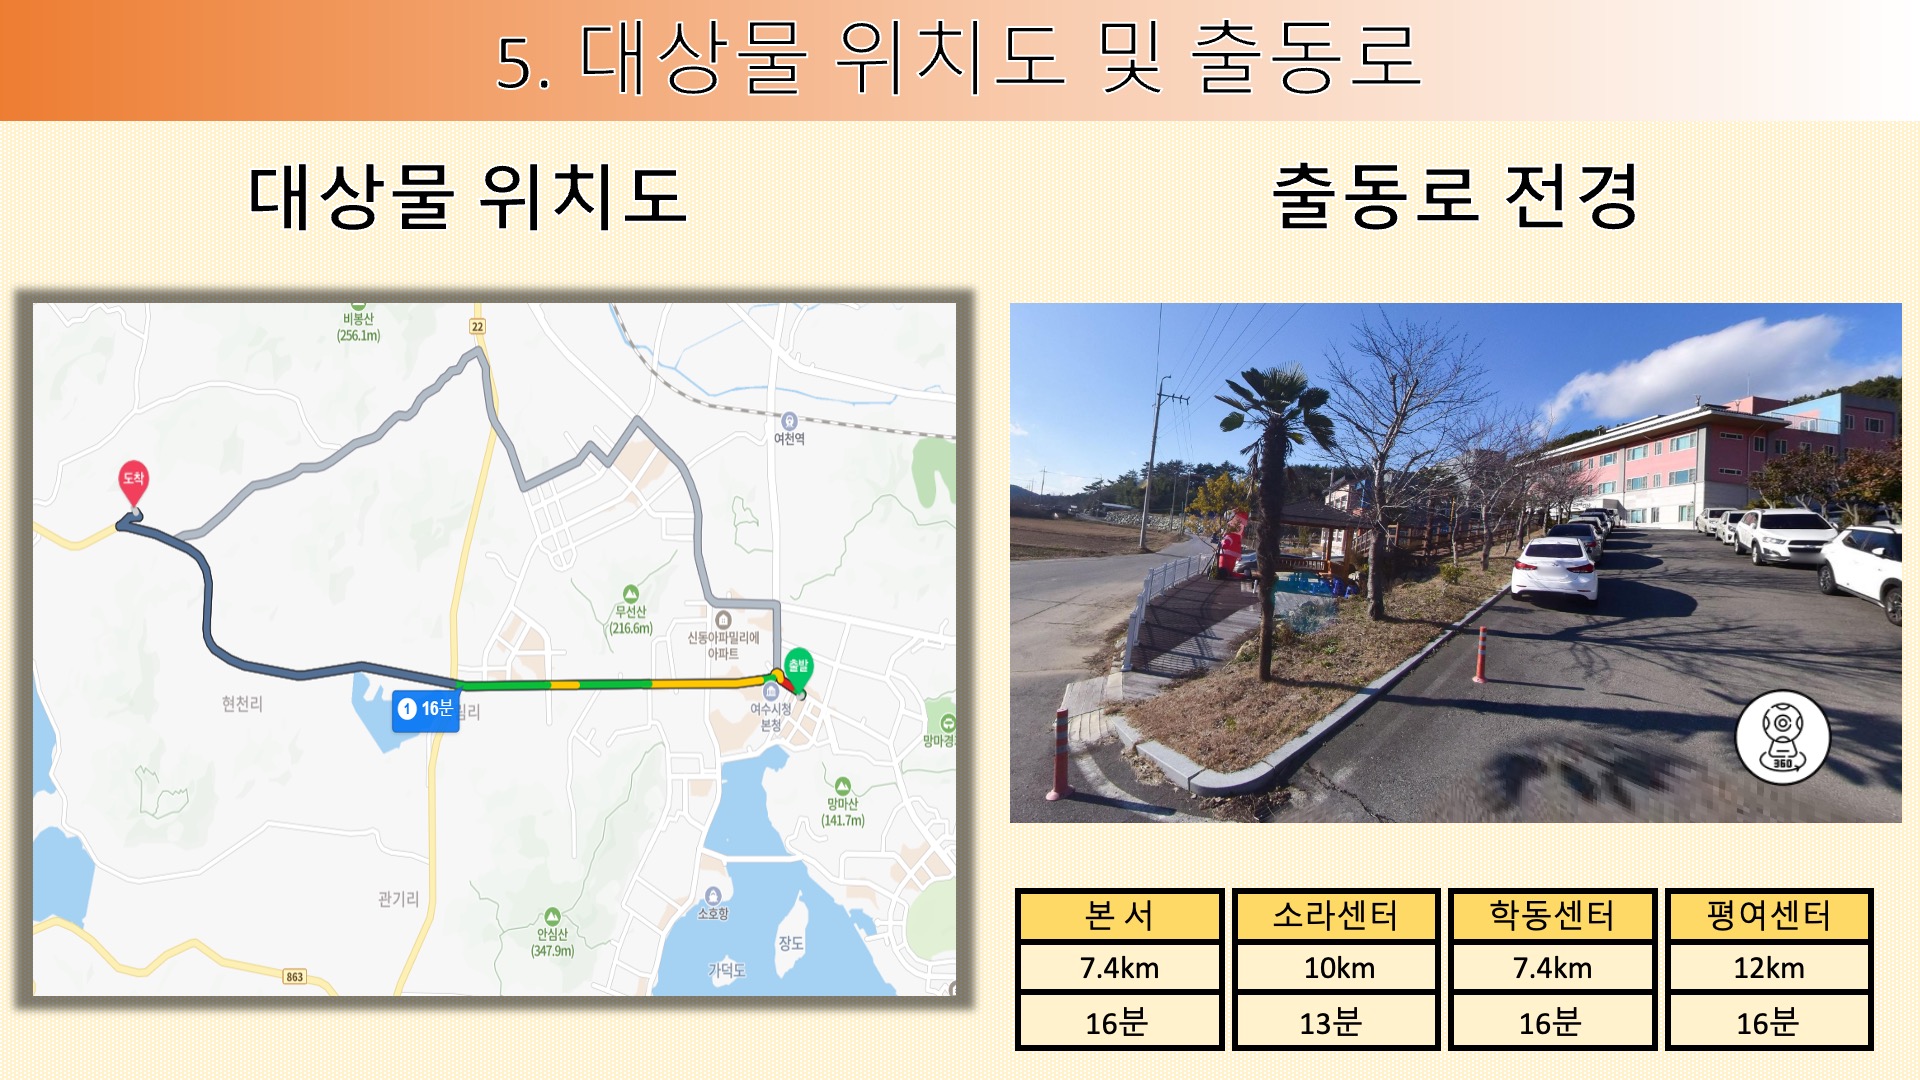 5. 대상물 위치도 및 출동로
대상물 위치도
출동로 전경
비봉산
(256.1m)
22
여천역
도착
무선산
(216.6m)
신동아파밀리에
아파트
출발
현천리
1 16분
림리
여수시청
본청
망마경
망마산
(141.7m)
관기리
소호항
안심산
(347.9m)
장도
가덕도
863
360
본 서 소라센터 학동센터 평여센터
7.4km 10km 7.4km 12km
16분 13분 16분 16분